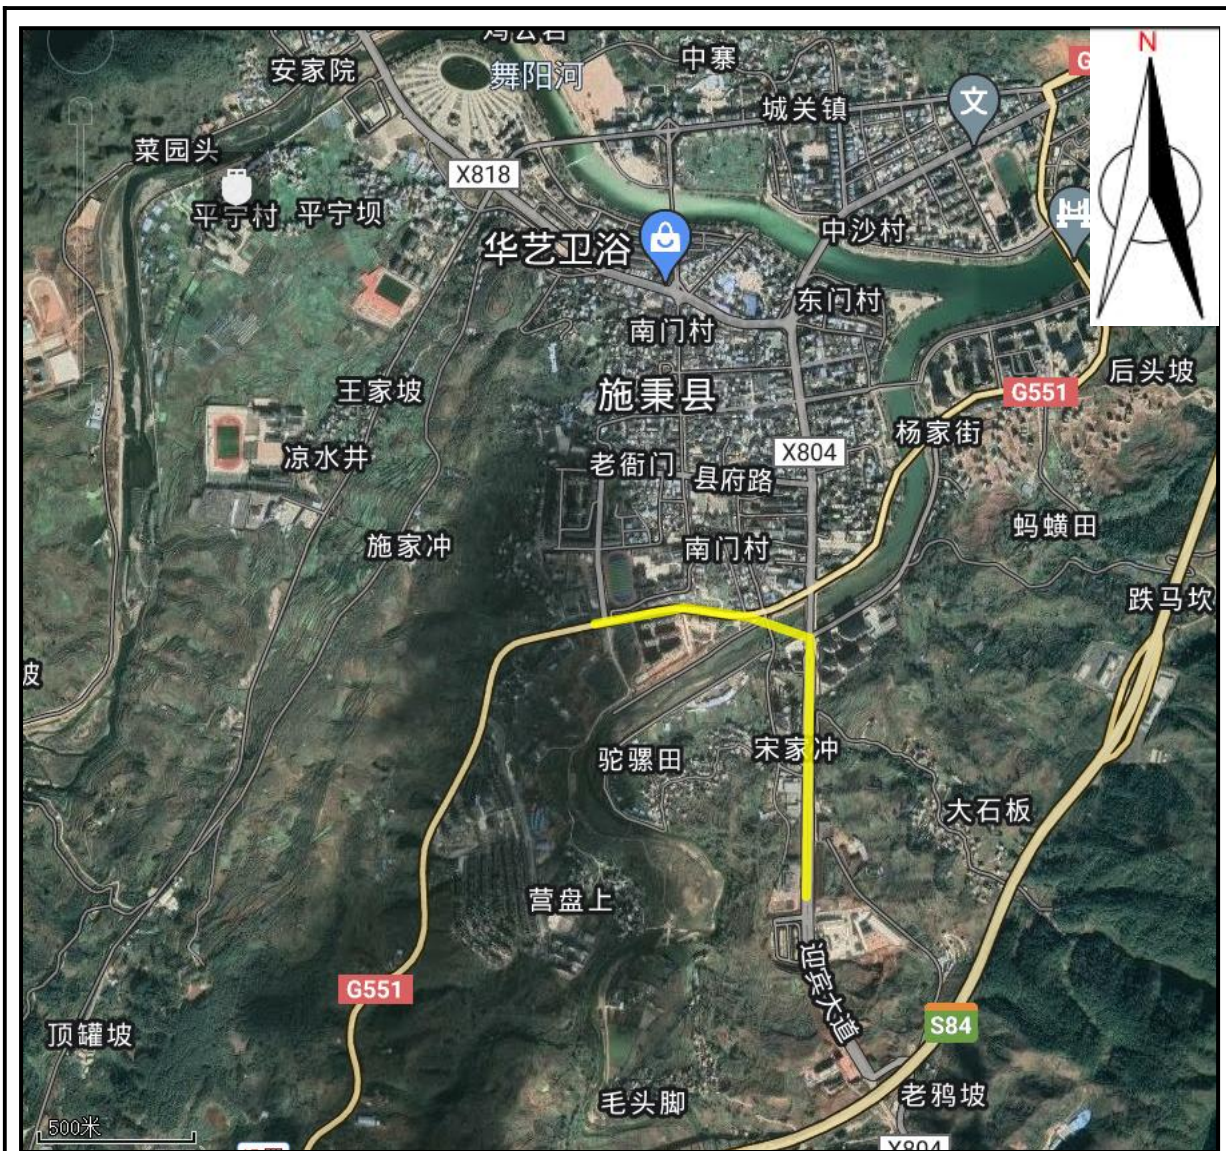 N
中寨
安家院
舞阳河
G
文
城关镇
菜园头
X818
平宁村
平宁坝
中沙村
华艺卫浴
东门村
南门村
后头坡
王家坡
施秉县
G551
杨家街
凉水井
老衙门
X804
县府路
蚂蟥田
施家冲
南门村
跌马坎
坡
驼骡田
宋家冲
大石板
营盘上
迎宾大道
G551
S84
顶罐坡
老鸦坡
毛头脚
500米
X804